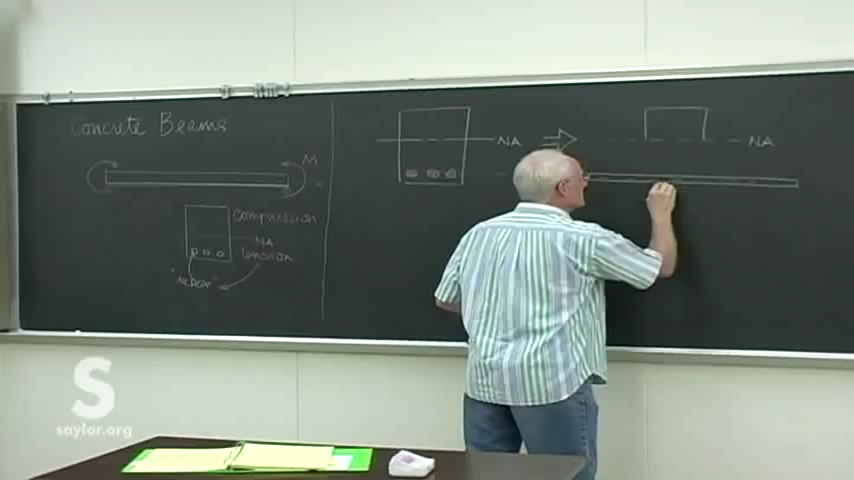 Concrete Beams
M
Compression
NA
tension
"rebar"
NA
NA
S
saylor.org